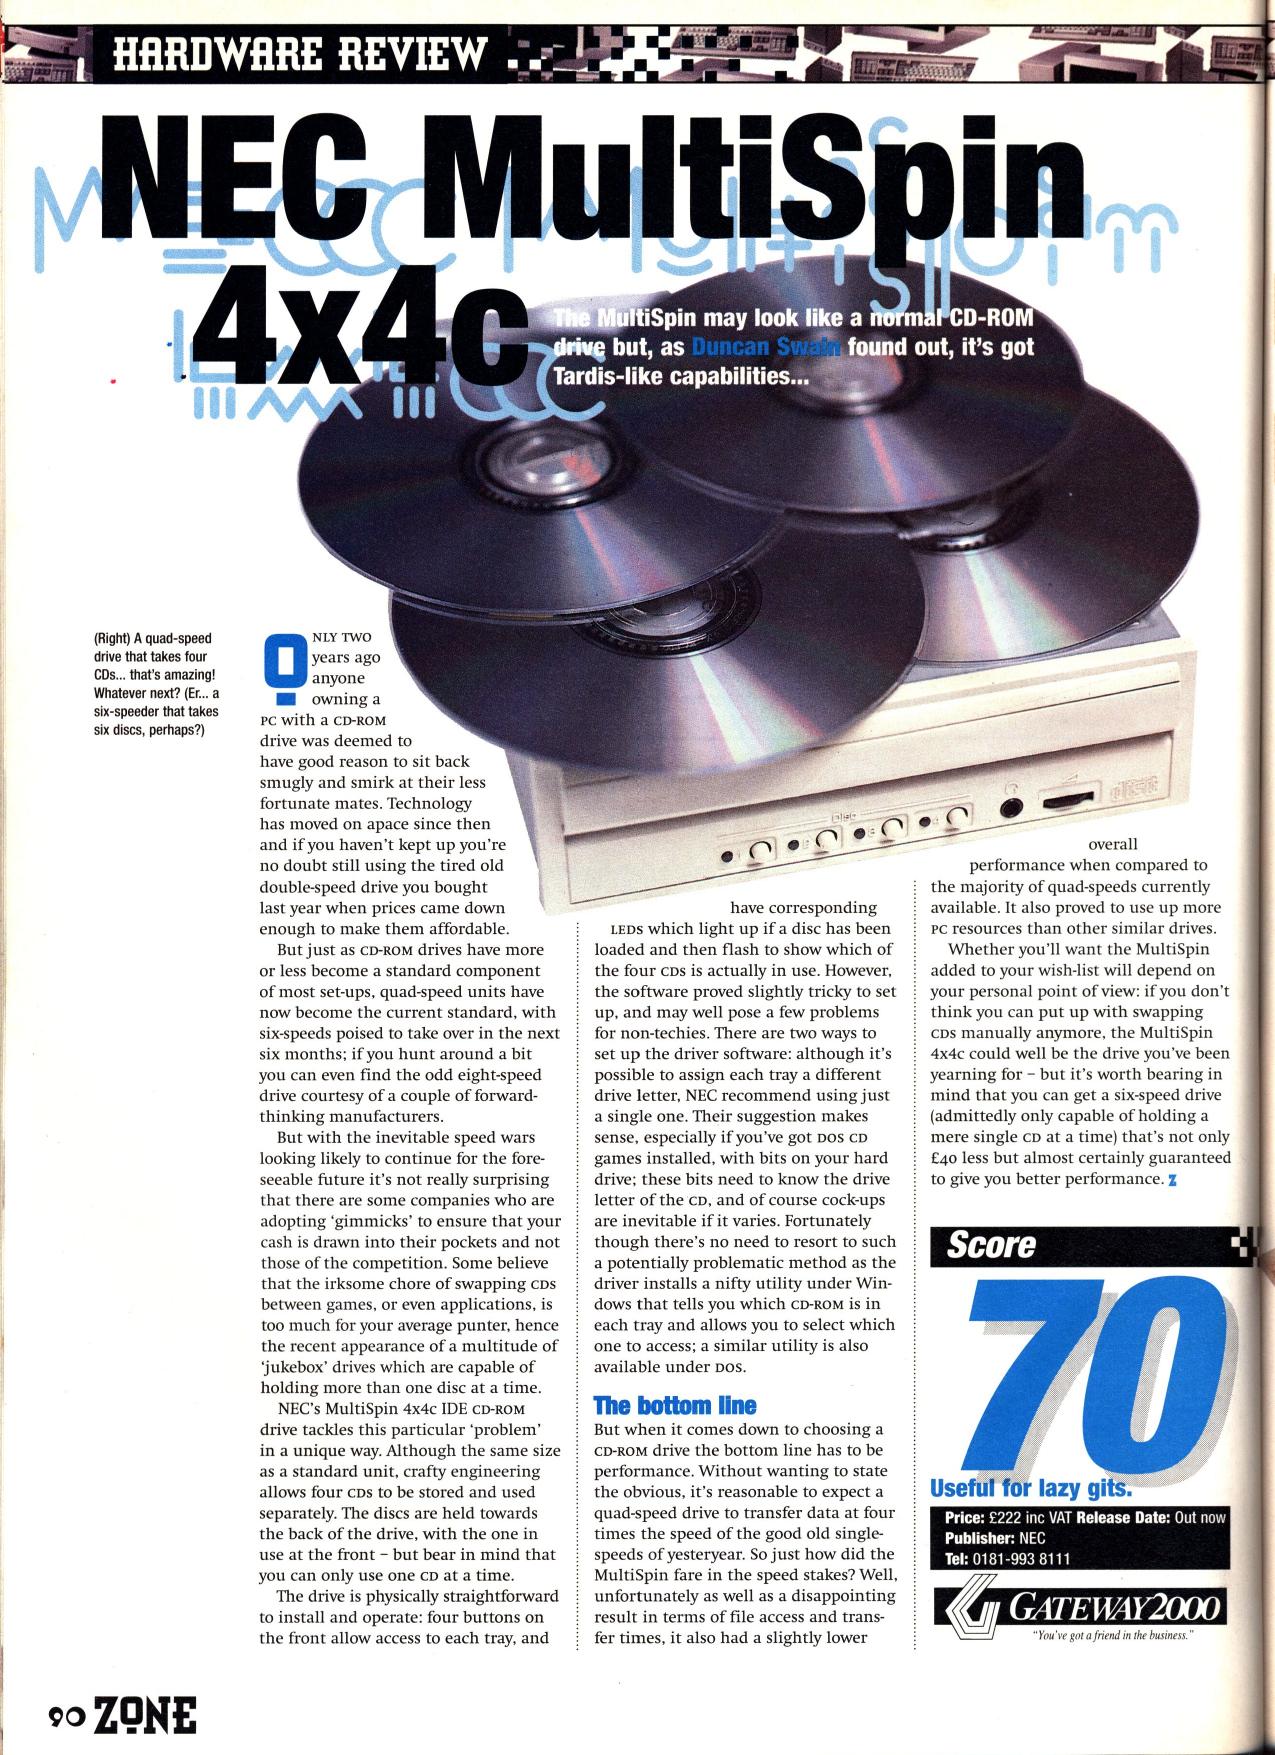 HARDWARE REVIEW
NEC MultiSpin
4x4c
The MultiSpin may look like a normal CD-ROM
drive but, as Duncan Swain found out, it's got
Tardis-like capabilities...
(Right) A quad-speed
drive that takes four
CDs... that's amazing!
Whatever next? (Er... a
six-speeder that takes
six discs, perhaps?)
ONLY TWO
years ago
anyone
owning a
PC with a CD-ROM
drive was deemed to
have good reason to sit back
smugly and smirk at their less
fortunate mates. Technology
has moved on apace since then
and if you haven't kept up you're
no doubt still using the tired old
double-speed drive you bought
last year when prices came down
enough to make them affordable.
But just as CD-ROM drives have more
or less become a standard component
of most set-ups, quad-speed units have
now become the current standard, with
six-speeds poised to take over in the next
six months; if you hunt around a bit
you can even find the odd eight-speed
drive courtesy of a couple of forward-
thinking manufacturers.
But with the inevitable speed wars
looking likely to continue for the fore-
seeable future it's not really surprising
that there are some companies who are
adopting 'gimmicks' to ensure that your
cash is drawn into their pockets and not
those of the competition. Some believe
that the irksome chore of swapping CDs
between games, or even applications, is
too much for your average punter, hence
the recent appearance of a multitude of
'jukebox' drives which are capable of
holding more than one disc at a time.
NEC's MultiSpin 4x4c IDE CD-ROM
drive tackles this particular 'problem'
in a unique way. Although the same size
as a standard unit, crafty engineering
allows four CDs to be stored and used
separately. The discs are held towards
the back of the drive, with the one in
use at the front – but bear in mind that
you can only use one CD at a time.
The drive is physically straightforward
to install and operate: four buttons on
the front allow access to each tray, and
Disc
1 2 3 4
disc
have corresponding
LEDs which light up if a disc has been
loaded and then flash to show which of
the four CDs is actually in use. However,
the software proved slightly tricky to set
up, and may well pose a few problems
for non-techies. There are two ways to
set up the driver software: although it's
possible to assign each tray a different
drive letter, NEC recommend using just
a single one. Their suggestion makes
sense, especially if you've got DOS CD
games installed, with bits on your hard
drive; these bits need to know the drive
letter of the CD, and of course cock-ups
are inevitable if it varies. Fortunately
though there's no need to resort to such
a potentially problematic method as the
driver installs a nifty utility under Win-
dows that tells you which CD-ROM is in
each tray and allows you to select which
one to access; a similar utility is also
available under DOS.
The bottom line
But when it comes down to choosing a
CD-ROM drive the bottom line has to be
performance. Without wanting to state
the obvious, it's reasonable to expect a
quad-speed drive to transfer data at four
times the speed of the good old single-
speeds of yesteryear. So just how did the
MultiSpin fare in the speed stakes? Well,
unfortunately as well as a disappointing
result in terms of file access and trans-
fer times, it also had a slightly lower
overall
performance when compared to
the majority of quad-speeds currently
available. It also proved to use up more
PC resources than other similar drives.
Whether you'll want the MultiSpin
added to your wish-list will depend on
your personal point of view: if you don't
think you can put up with swapping
CDs manually anymore, the MultiSpin
4x4c could well be the drive you've been
yearning for – but it's worth bearing in
mind that you can get a six-speed drive
(admittedly only capable of holding a
mere single CD at a time) that's not only
£40 less but almost certainly guaranteed
to give you better performance. Z
Score
70
Useful for lazy gits.
Price: £222 inc VAT Release Date: Out now
Publisher: NEC
Tel: 0181-993 8111
GATEWAY2000
"You've got a friend in the business."
90 ZONE